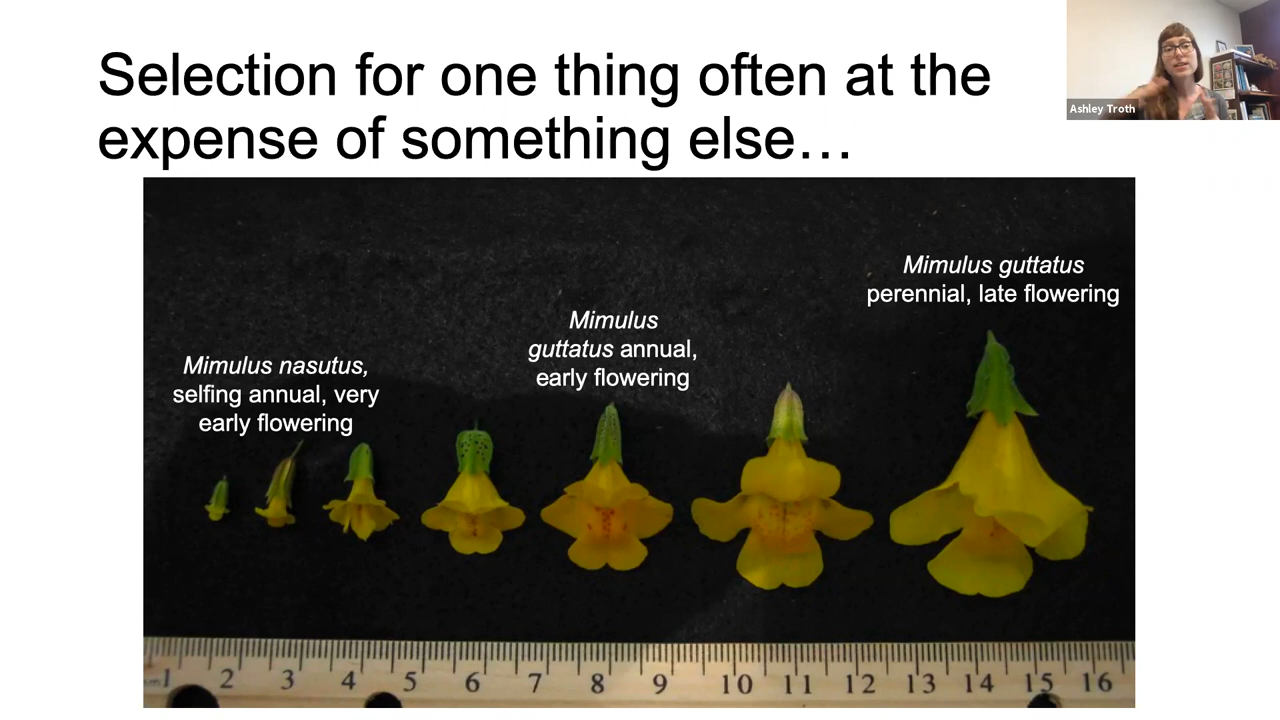 Selection for one thing often at the
expense of something else…
Ashley Troth
Mimulus guttatus
perennial, late flowering
Mimulus
guttatus annual,
early flowering
Mimulus nasutus,
selfing annual, very
early flowering
1 2 3 4 5 6 7 8 9 10 11 12 13 14 15 16